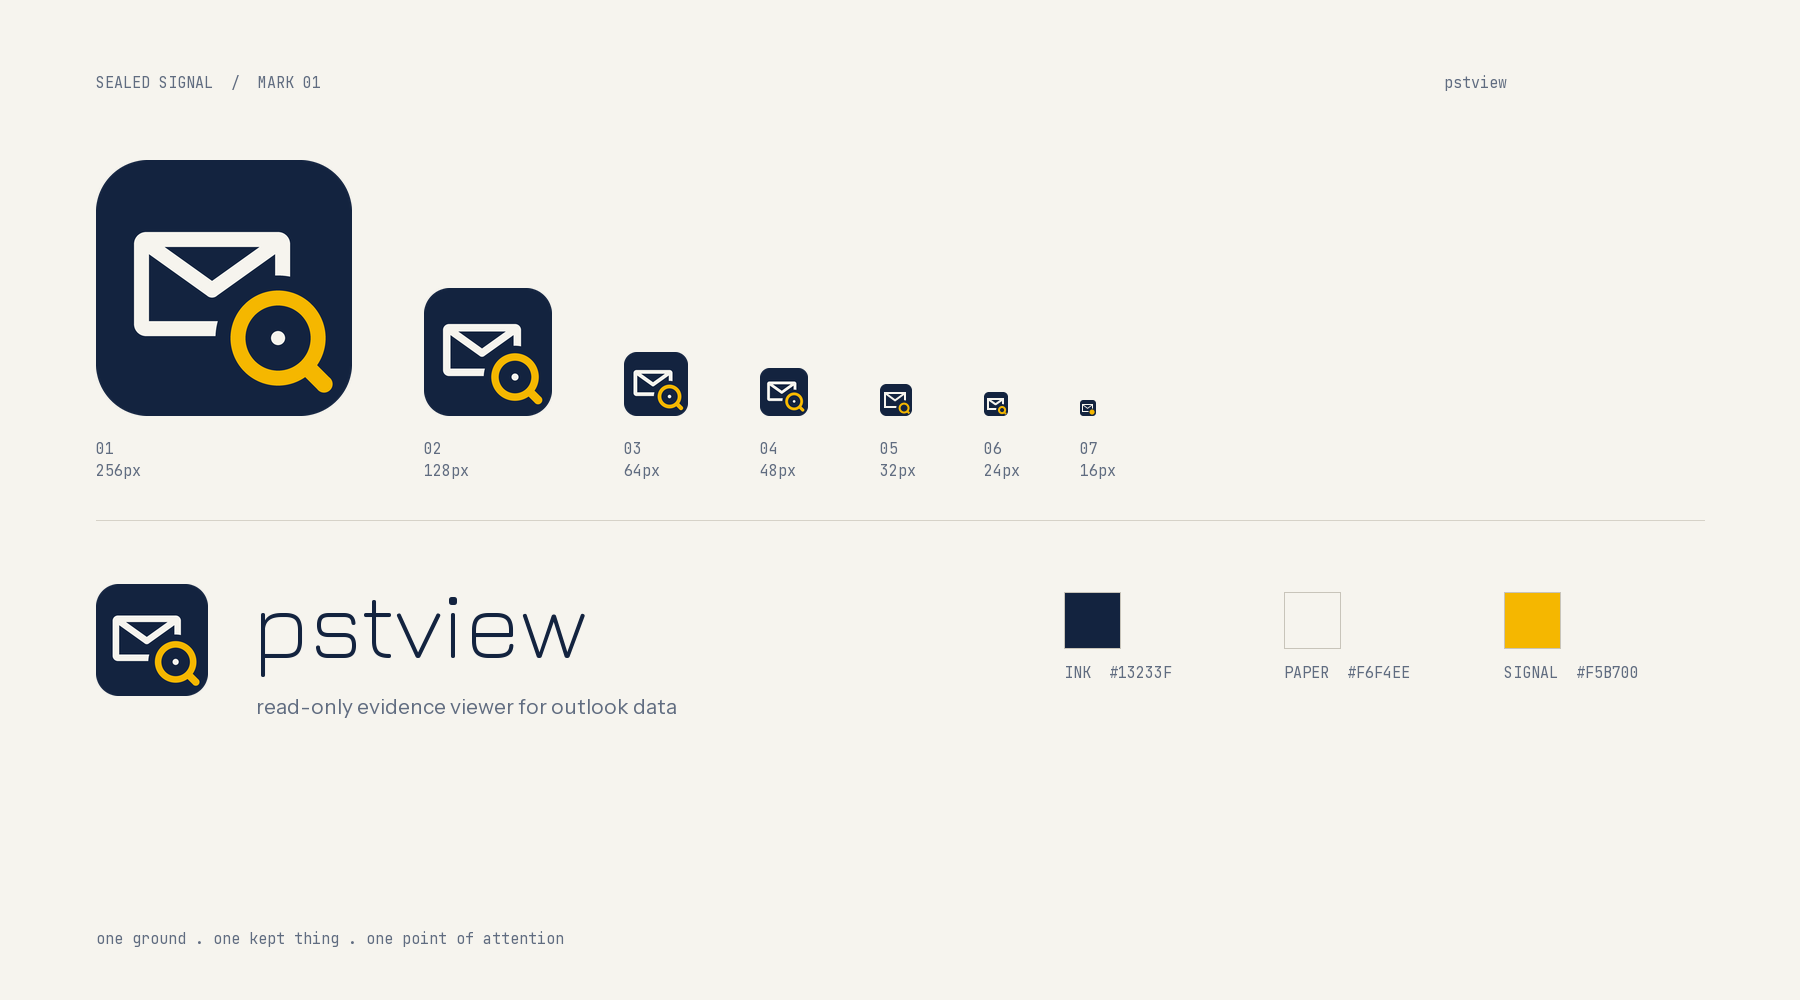 SEALED SIGNAL / MARK 01
pstview
01
256px
02
128px
03
64px
04
48px
05
32px
06
24px
07
16px
pstview
read-only evidence viewer for outlook data
INK #13233F
PAPER #F6F4EE
SIGNAL #F5B700
one ground . one kept thing . one point of attention